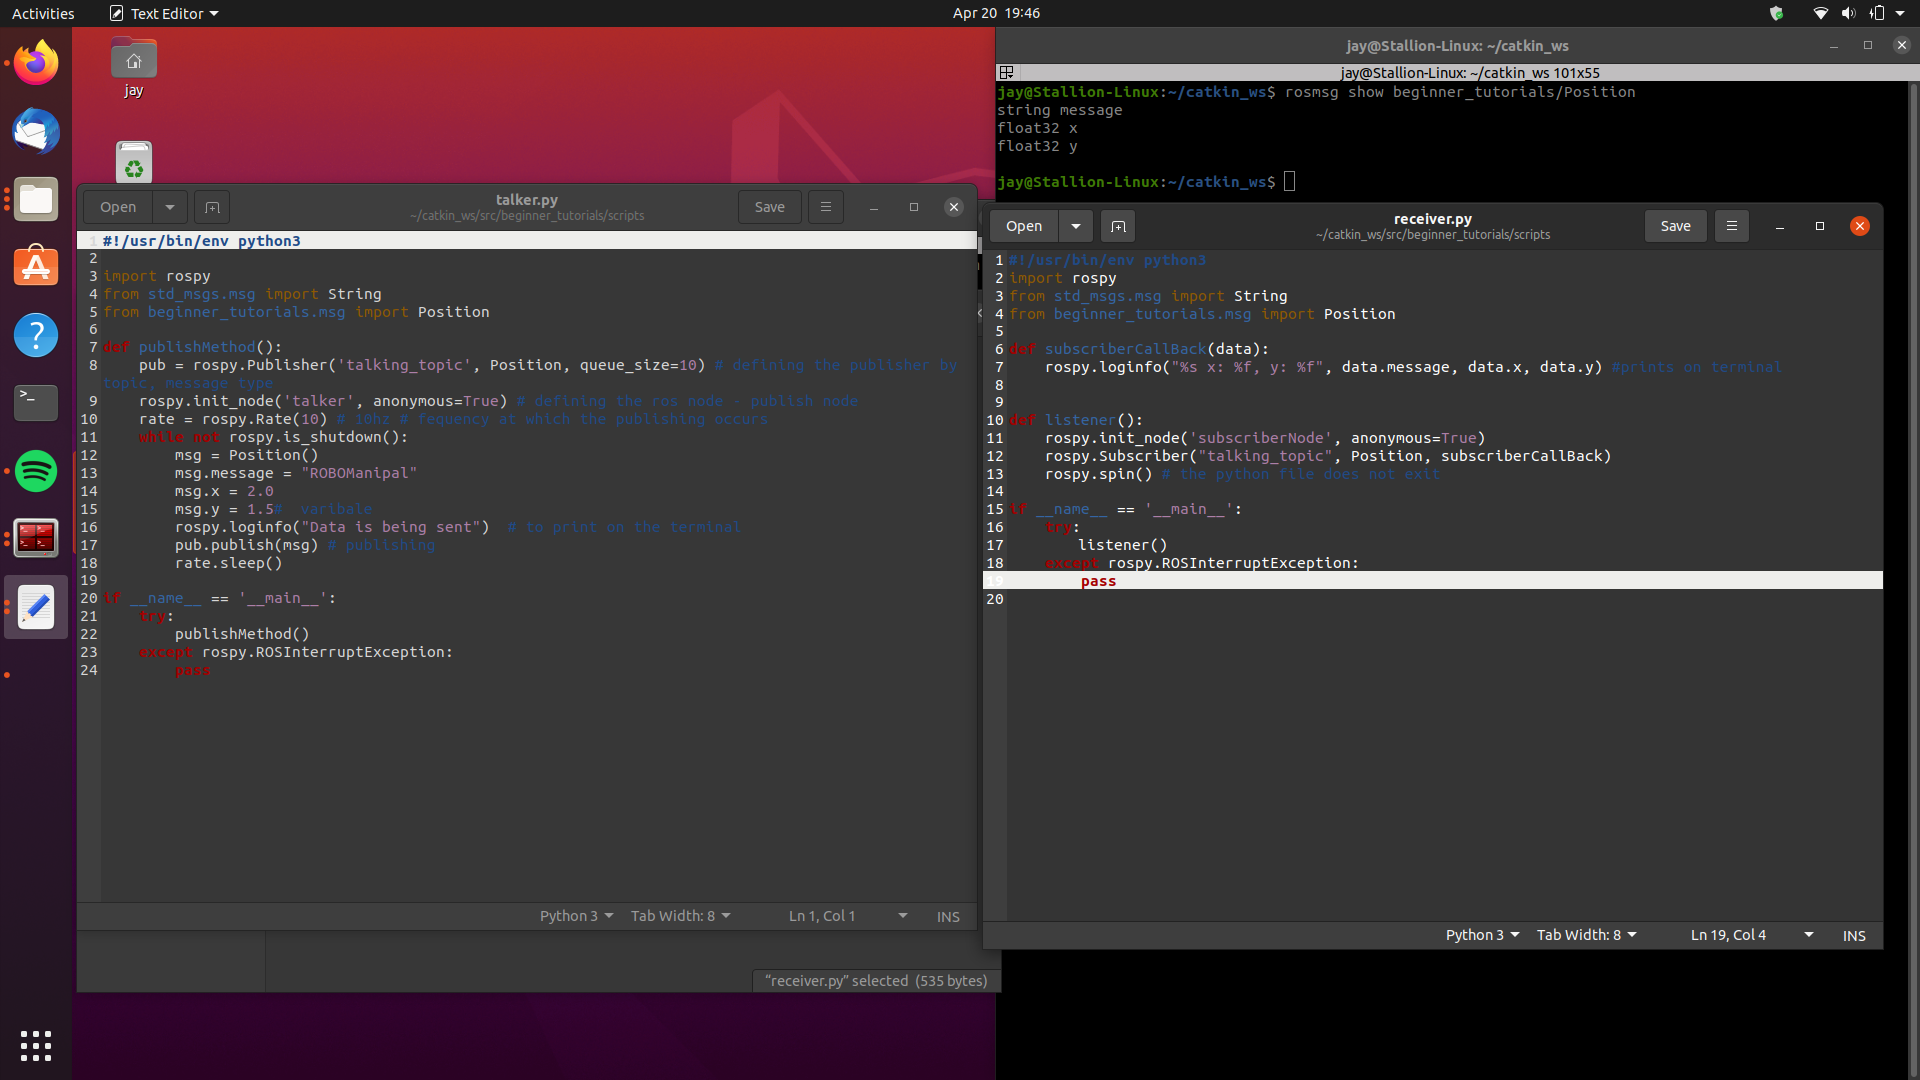 Activities
Text Editor
Apr 20 19:46
jay
jay@Stallion-Linux: ~/catkin_ws
jay@Stallion-Linux: ~/catkin_ws 101x55
jay@Stallion-Linux:~/catkin_ws$ rosmsg show beginner_tutorials/Position
string message
float32 x
float32 y
jay@Stallion-Linux:~/catkin_ws$
Open
talker.py
~/catkin_ws/src/beginner_tutorials/scripts
Save
1 #!/usr/bin/env python3
2
3 import rospy
4 from std_msgs.msg import String
5 from beginner_tutorials.msg import Position
6
7 def publishMethod():
8     pub = rospy.Publisher('talking_topic', Position, queue_size=10) # defining the publisher by
topic, message type
9     rospy.init_node('talker', anonymous=True) # defining the ros node - publish node
10     rate = rospy.Rate(10) # 10hz # fequency at which the publishing occurs
11     while not rospy.is_shutdown():
12         msg = Position()
13         msg.message = "ROBOManipal"
14         msg.x = 2.0
15         msg.y = 1.5#  varibale
16         rospy.loginfo("Data is being sent")  # to print on the terminal
17         pub.publish(msg) # publishing
18         rate.sleep()
19
20 if __name__ == '__main__':
21     try:
22         publishMethod()
23     except rospy.ROSInterruptException:
24         pass
Python 3
Tab Width: 8
Ln 1, Col 1
INS
Open
receiver.py
~/catkin_ws/src/beginner_tutorials/scripts
Save
1 #!/usr/bin/env python3
2 import rospy
3 from std_msgs.msg import String
4 from beginner_tutorials.msg import Position
5
6 def subscriberCallBack(data):
7     rospy.loginfo("%s x: %f, y: %f", data.message, data.x, data.y) #prints on terminal
8
9
10 def listener():
11     rospy.init_node('subscriberNode', anonymous=True)
12     rospy.Subscriber("talking_topic", Position, subscriberCallBack)
13     rospy.spin() # the python file does not exit
14
15 if __name__ == '__main__':
16     try:
17         listener()
18     except rospy.ROSInterruptException:
19         pass
20
Python 3
Tab Width: 8
Ln 19, Col 4
INS
“receiver.py” selected (535 bytes)